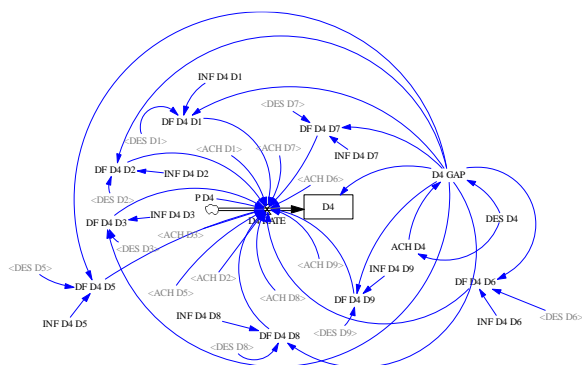 INF D4 D1
<DES D7>
DF D4 D1
DF D4 D7
<DES D1>
<ACH D1>
<ACH D7>
INF D4 D7
DF D4 D2
INF D4 D2
<ACH D6>
D4 GAP
<DES D2>
P D4
D4
DF D4 D3
INF D4 D3
DES D4
<DES D3>
ACH D4
<DES D5>
<ACH D9>
INF D4 D9
<ACH D2>
DF D4 D5
<ACH D5>
<ACH D8>
DF D4 D9
DF D4 D6
INF D4 D5
INF D4 D8
INF D4 D6
<DES D6>
<DES D9>
DF D4 D8
<DES D8>